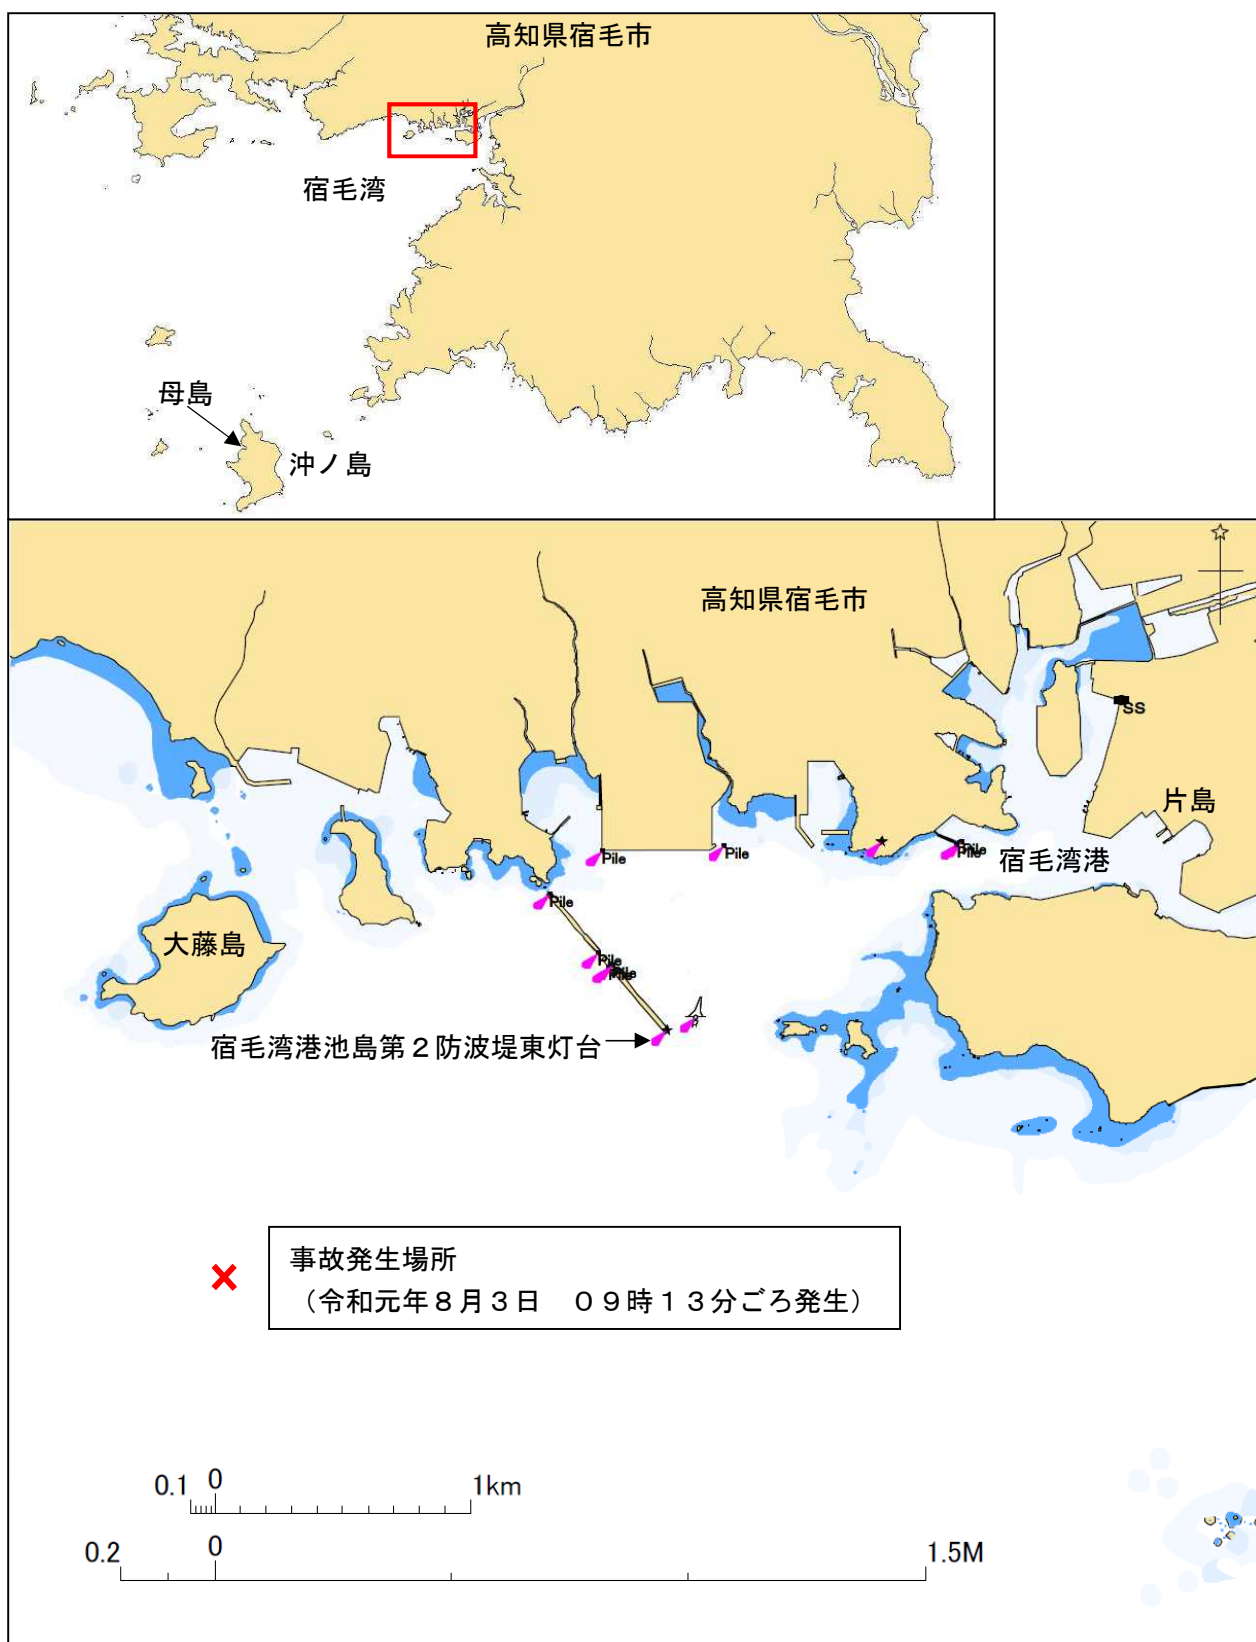 高知県宿毛市
宿毛湾
母島
沖ノ島
高知県宿毛市
SS
片島
宿毛湾港
Pile
Pile
Pile
Pile
Pile
Pile
Pile
Pile
大藤島
宿毛湾港池島第２防波堤東灯台
事故発生場所
（令和元年８月３日　０９時１３分ごろ発生）
0.1 0 1km
0.2 0 1.5M